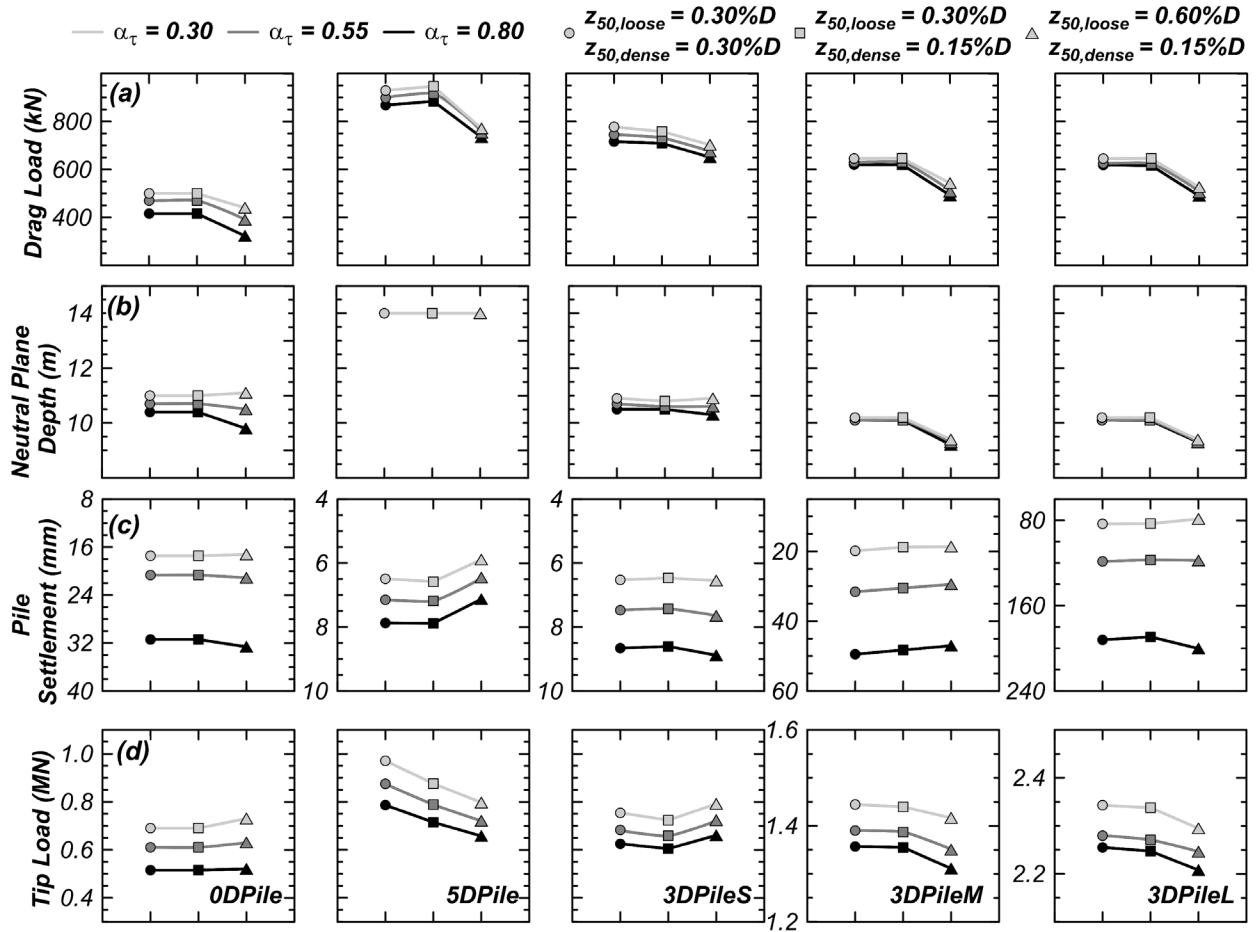 α_τ = 0.30 α_τ = 0.55 α_τ = 0.80
z50,loose = 0.30%D z50,loose = 0.30%D z50,loose = 0.60%D
z50,dense = 0.30%D z50,dense = 0.15%D z50,dense = 0.15%D
(a)
Drag Load (kN)
800
600
400
(b)
Neutral Plane
Depth (m)
14
12
10
(c)
Pile
Settlement (mm)
8 4 4
16 6 6 20 80
24 40 160
32 8 8
40 10 10 60 240
(d)
Tip Load (MN)
1.0 1.6
0.8 2.4
0.6 1.4
0.4 2.2
1.2
0DPile 5DPile 3DPileS 3DPileM 3DPileL